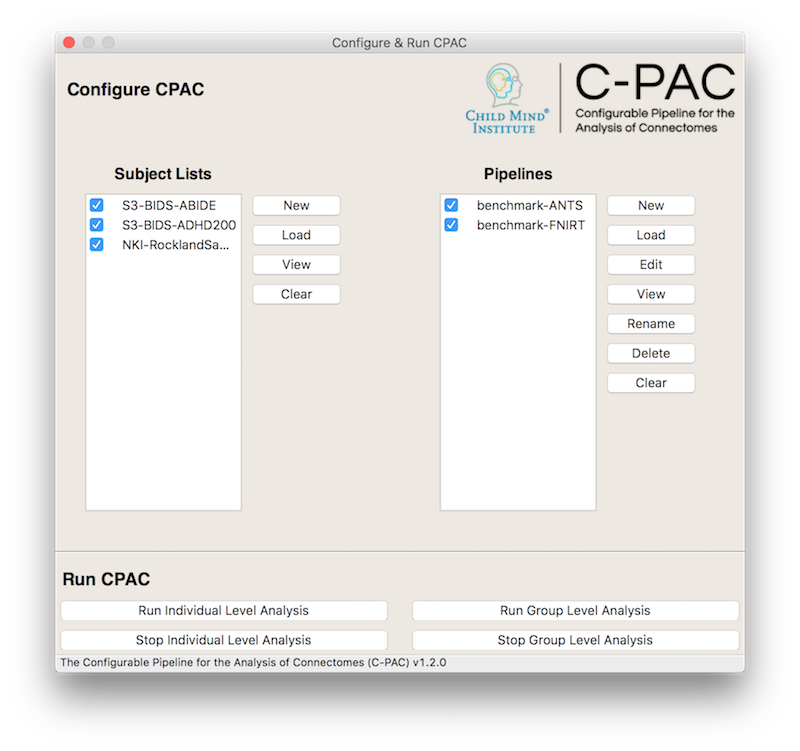 Configure & Run CPAC
Configure CPAC
CHILD MIND®
INSTITUTE
C-PAC
Configurable Pipeline for the
Analysis of Connectomes
Subject Lists
S3-BIDS-ABIDE
S3-BIDS-ADHD200
NKI-RocklandSa...
New
Load
View
Clear
Pipelines
benchmark-ANTS
benchmark-FNIRT
New
Load
Edit
View
Rename
Delete
Clear
Run CPAC
Run Individual Level Analysis
Run Group Level Analysis
Stop Individual Level Analysis
Stop Group Level Analysis
The Configurable Pipeline for the Analysis of Connectomes (C-PAC) v1.2.0